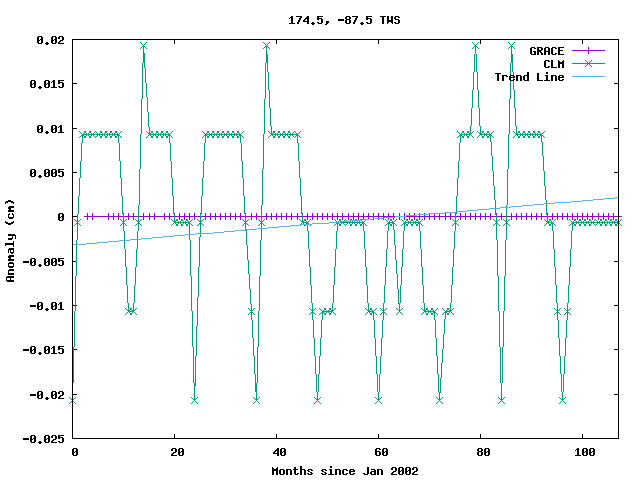 174.5, -87.5 TWS
GRACE
CLM
Trend Line
0.02
0.015
0.01
0.005
0
-0.005
-0.01
-0.015
-0.02
-0.025
Anomaly (cm)
0 20 40 60 80 100
Months since Jan 2002